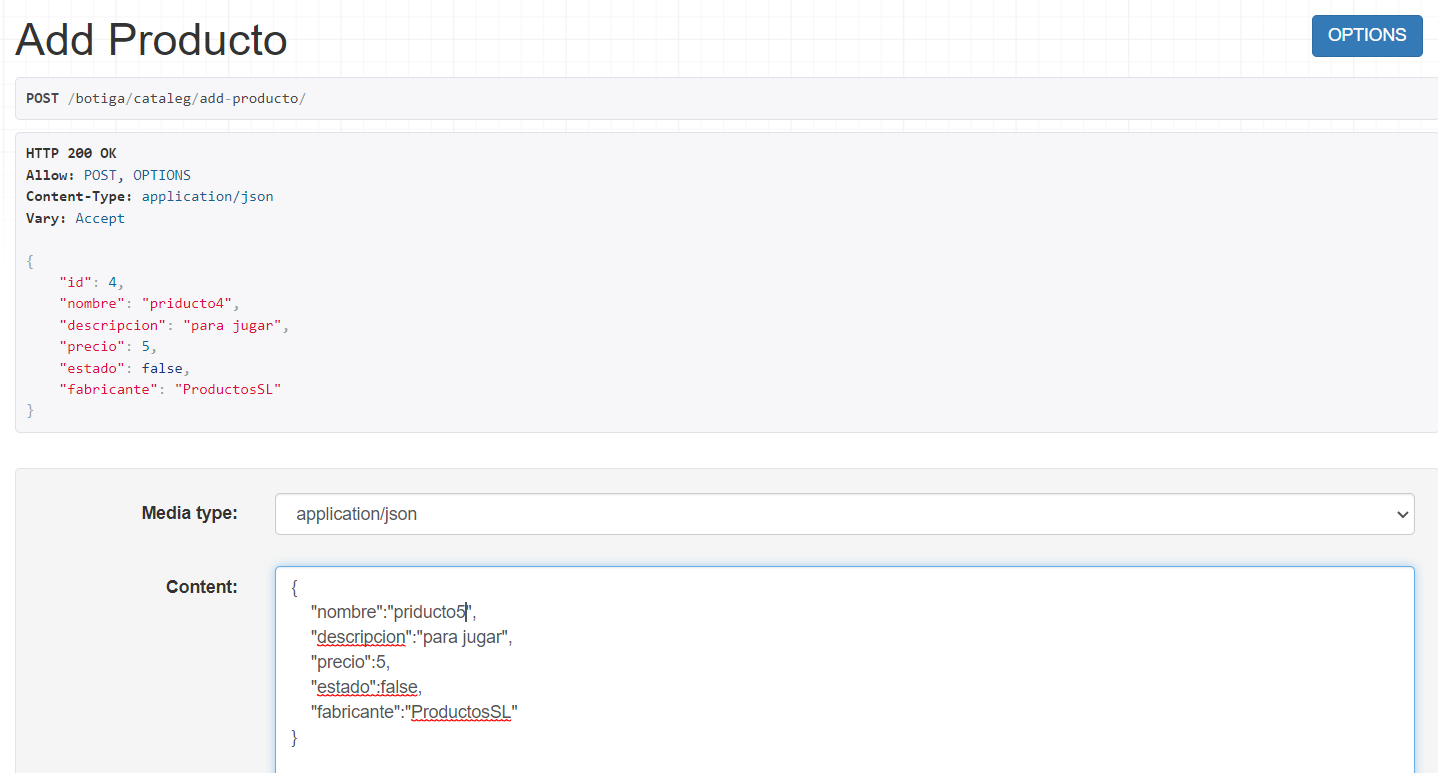 Add Producto
OPTIONS
POST /botiga/cataleg/add-producto/
HTTP 200 OK
Allow: POST, OPTIONS
Content-Type: application/json
Vary: Accept
{
    "id": 4,
    "nombre": "priducto4",
    "descripcion": "para jugar",
    "precio": 5,
    "estado": false,
    "fabricante": "ProductosSL"
}
Media type:
application/json
Content:
{
    "nombre":"priducto5",
    "descripcion":"para jugar",
    "precio":5,
    "estado":false,
    "fabricante":"ProductosSL"
}